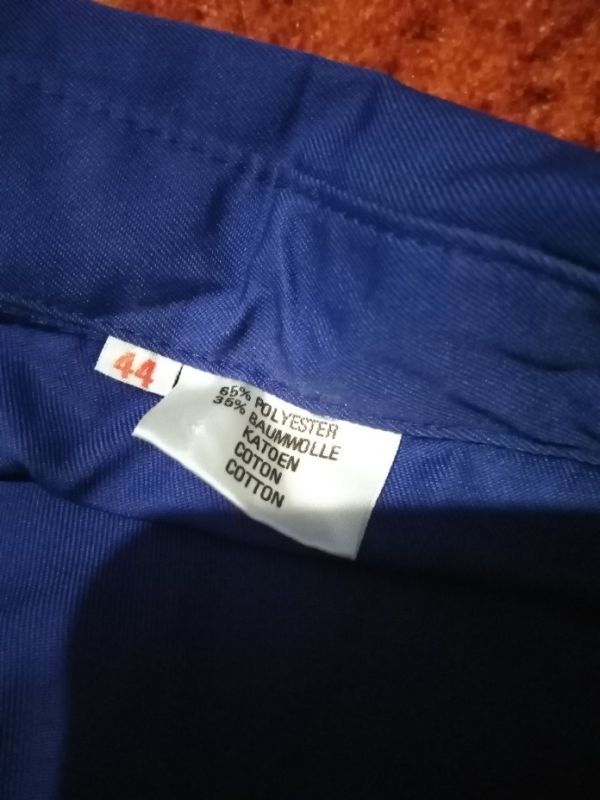 44
65% POLYESTER
35% BAUMWOLLE
KATOEN
COTON
COTTON